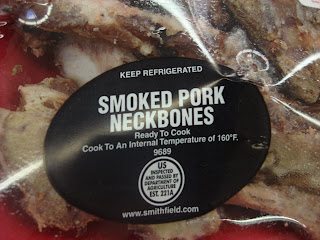 KEEP REFRIGERATED
SMOKED PORK
NECKBONES
Ready To Cook
Cook To An Internal Temperature of 160°F.
9689
US
INSPECTED
AND PASSED BY
DEPARTMENT OF
AGRICULTURE
EST. 221A
www.smithfield.com